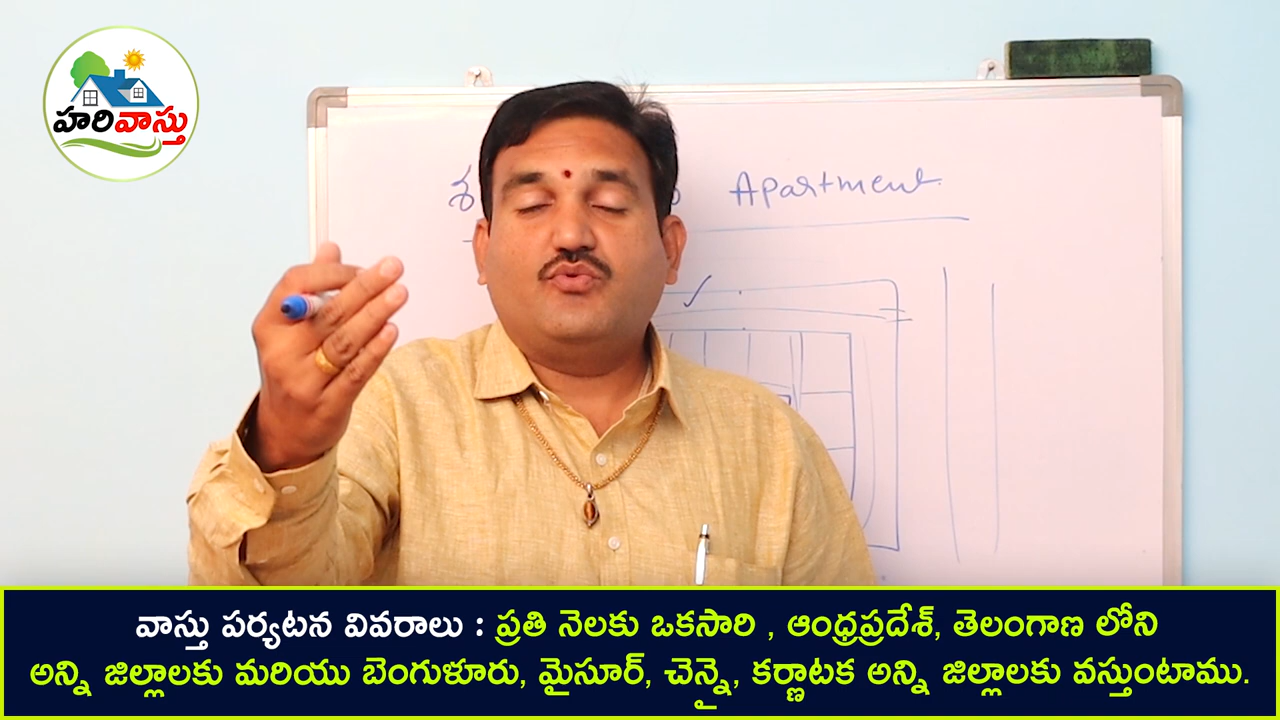 హరివాస్తు
Apartment
వాస్తు పర్యటన వివరాలు : ప్రతి నెలకు ఒకసారి , ఆంధ్రప్రదేశ్, తెలంగాణ లోని
అన్ని జిల్లాలకు మరియు బెంగుళూరు, మైసూర్, చెన్నై, కర్ణాటక అన్ని జిల్లాలకు వస్తుంటాము.